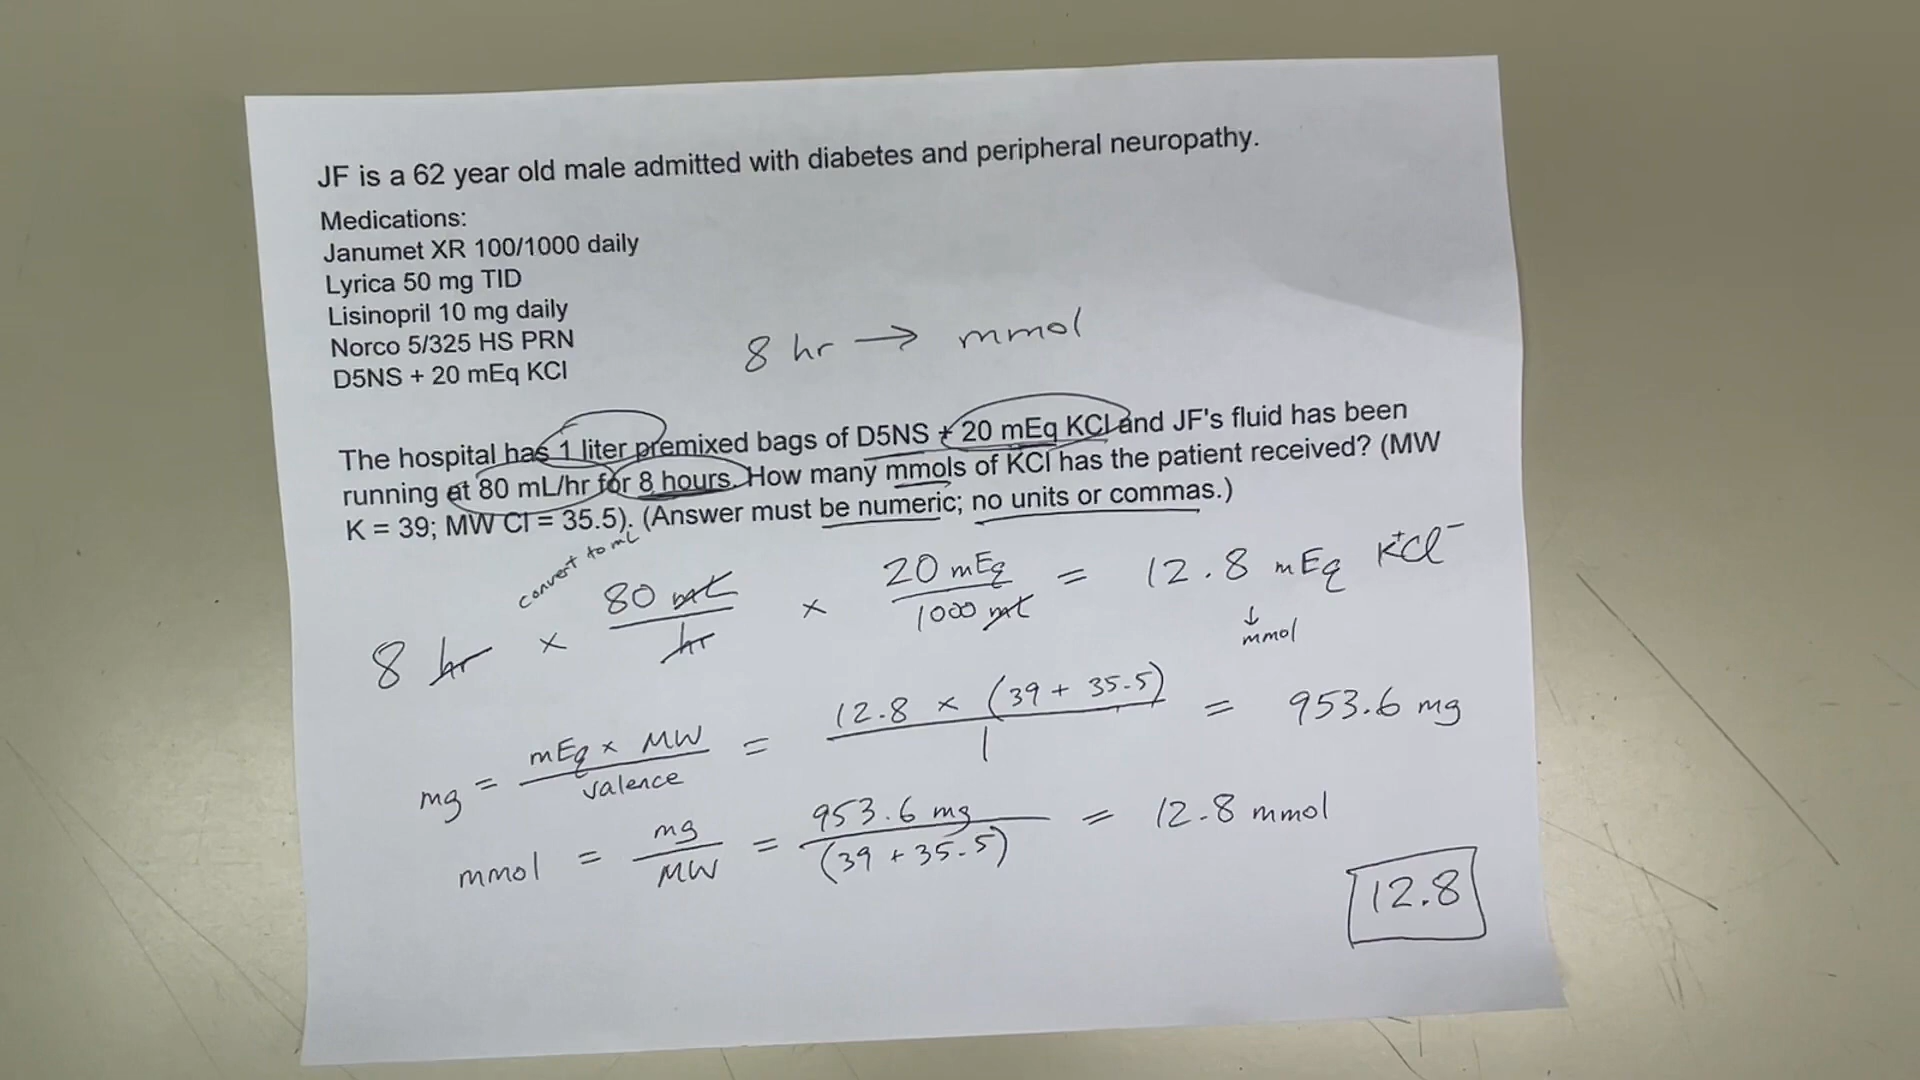 JF is a 62 year old male admitted with diabetes and peripheral neuropathy.
Medications:
Janumet XR 100/1000 daily
Lyrica 50 mg TID
Lisinopril 10 mg daily
Norco 5/325 HS PRN
D5NS + 20 mEq KCl
8 hr → mmol
The hospital has 1 liter premixed bags of D5NS + 20 mEq KCl and JF's fluid has been
running at 80 mL/hr for 8 hours. How many mmols of KCl has the patient received? (MW
K = 39; MW Cl = 35.5). (Answer must be numeric; no units or commas.)
convert to mL
8 hr × 80 mL / hr × 20 mEq / 1000 mL = 12.8 mEq K⁺Cl⁻
↓
mmol
mg = mEq × MW / valence = 12.8 × (39 + 35.5) / 1 = 953.6 mg
mmol = mg / MW = 953.6 mg / (39 + 35.5) = 12.8 mmol
12.8